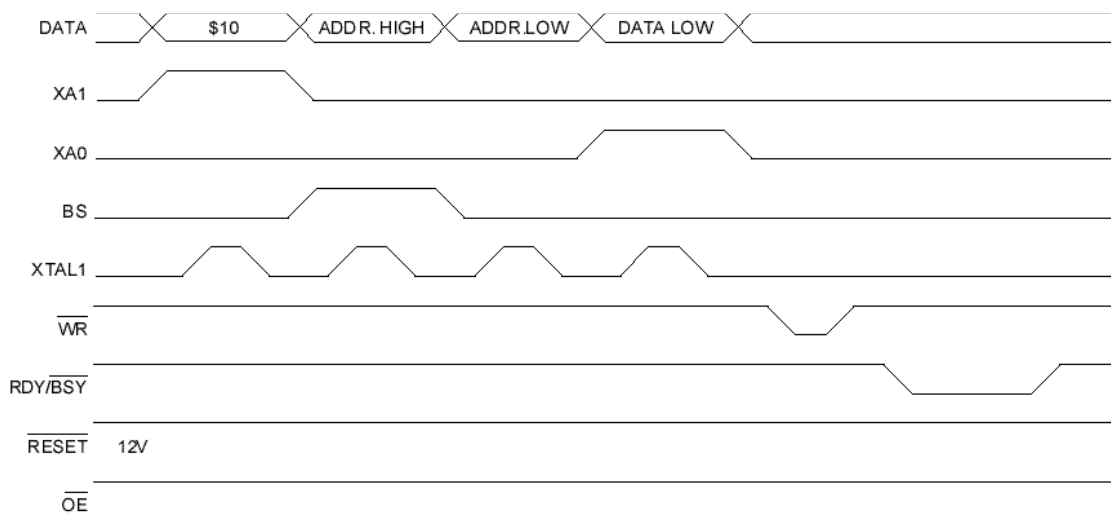 DATA $10 ADDR. HIGH ADDR.LOW DATA LOW
XA1
XA0
BS
XTAL1
WR
RDY/BSY
RESET 12V
OE